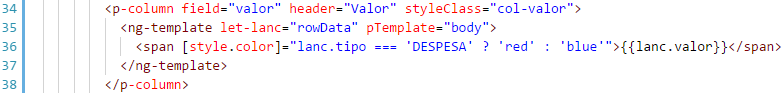 34 <p-column field="valor" header="Valor" styleClass="col-valor">
35 <ng-template let-lanc="rowData" pTemplate="body">
36 <span [style.color]="lanc.tipo === 'DESPESA' ? 'red' : 'blue'">{{lanc.valor}}</span>
37 </ng-template>
38 </p-column>